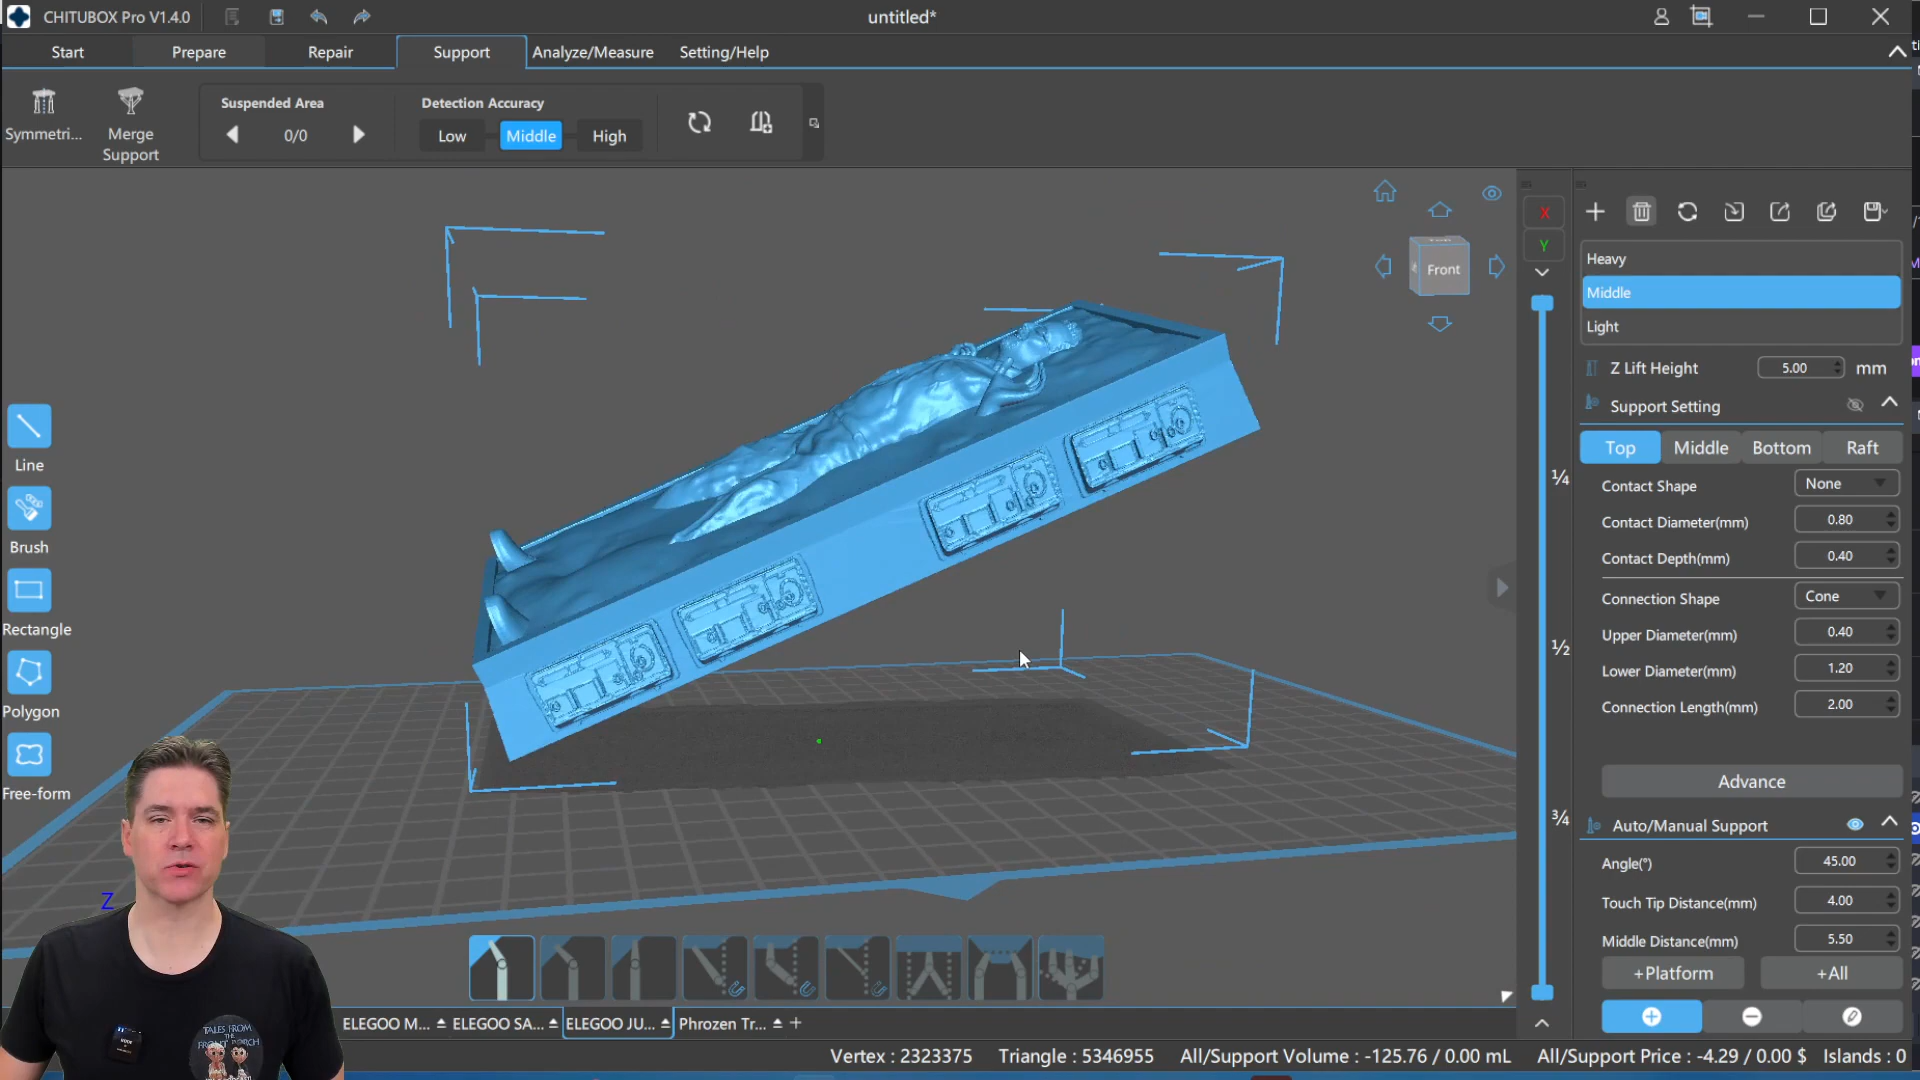 CHITUBOX Pro V1.4.0
untitled*
Start
Prepare
Repair
Support
Analyze/Measure
Setting/Help
Symmetri...
Merge
Support
Suspended Area
0/0
Detection Accuracy
Low
Middle
High
Front
X
Y
Heavy
Middle
Light
Z Lift Height
5.00
mm
Support Setting
Top
Middle
Bottom
Raft
Contact Shape
None
Contact Diameter(mm)
0.80
Contact Depth(mm)
0.40
Connection Shape
Cone
Upper Diameter(mm)
0.40
Lower Diameter(mm)
1.20
Connection Length(mm)
2.00
Advance
Auto/Manual Support
Angle(°)
45.00
Touch Tip Distance(mm)
4.00
Middle Distance(mm)
5.50
+Platform
+All
1/4
1/2
3/4
Line
Brush
Rectangle
Polygon
Free-form
Z
TALES FROM
THE
FRONT PORCH
ELEGOO M...
ELEGOO SA...
ELEGOO JU...
Phrozen Tr...
Vertex : 2323375
Triangle : 5346955
All/Support Volume : -125.76 / 0.00 mL
All/Support Price : -4.29 / 0.00 $
Islands : 0